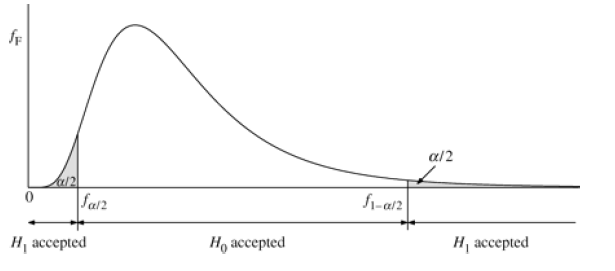 f_F
α/2
α/2
0
f_α/2
f_1−α/2
H_1 accepted
H_0 accepted
H_1 accepted